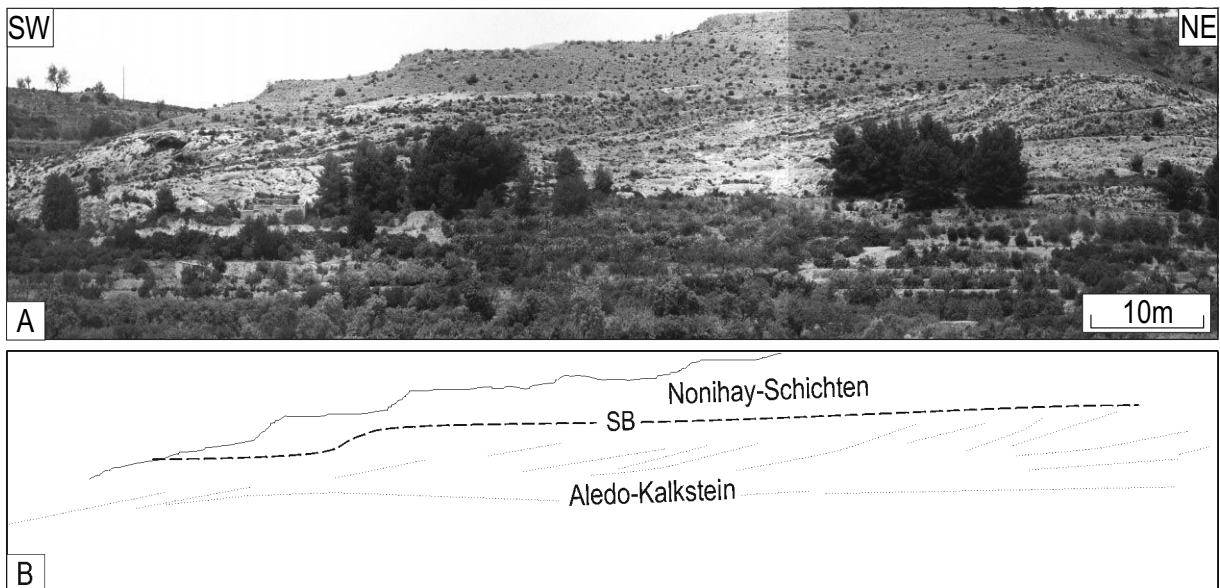 SW
NE
A
10m
Nonihay-Schichten
SB
Aledo-Kalkstein
B